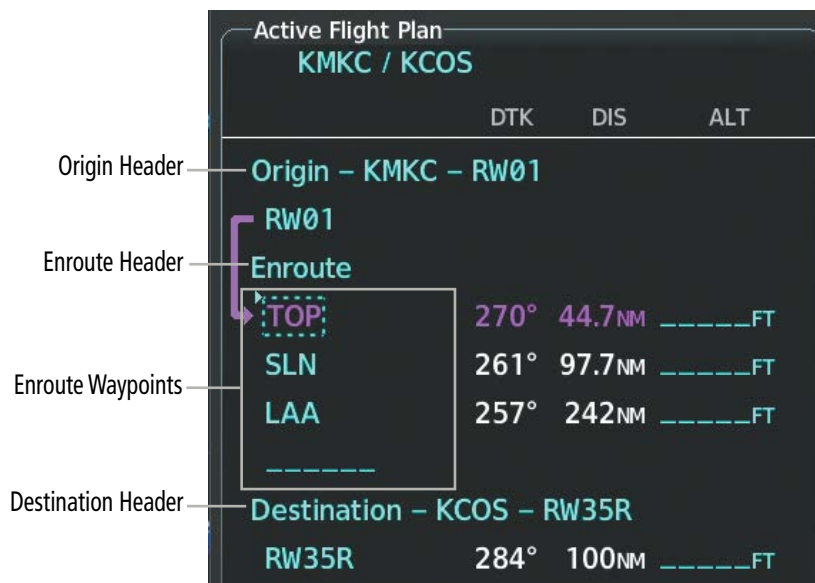 Active Flight Plan
KMKC / KCOS
DTK DIS ALT
Origin Header
Origin – KMKC – RW01
RW01
Enroute Header
Enroute
TOP 270° 44.7NM _____FT
SLN 261° 97.7NM _____FT
Enroute Waypoints
LAA 257° 242NM _____FT
______
Destination Header
Destination – KCOS – RW35R
RW35R 284° 100NM _____FT